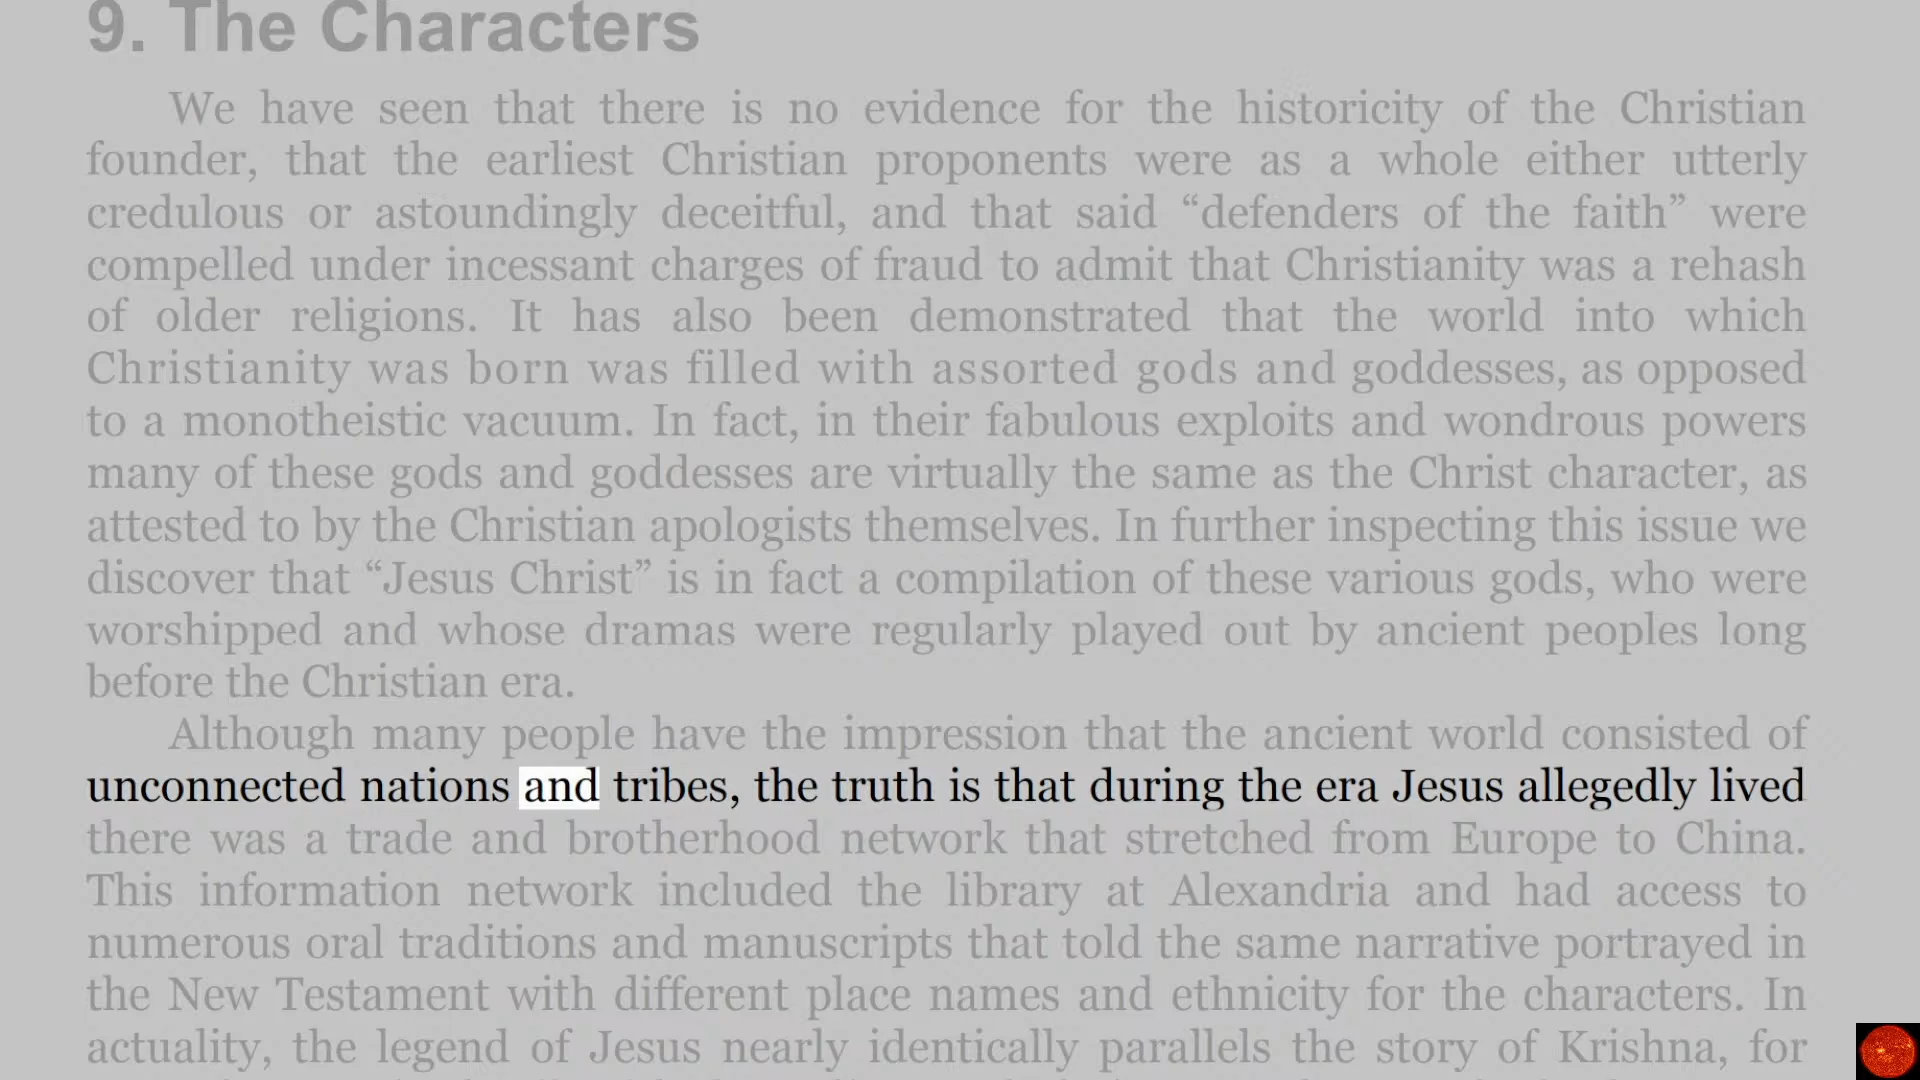 9. The Characters
We have seen that there is no evidence for the historicity of the Christian
founder, that the earliest Christian proponents were as a whole either utterly
credulous or astoundingly deceitful, and that said “defenders of the faith” were
compelled under incessant charges of fraud to admit that Christianity was a rehash
of older religions. It has also been demonstrated that the world into which
Christianity was born was filled with assorted gods and goddesses, as opposed
to a monotheistic vacuum. In fact, in their fabulous exploits and wondrous powers
many of these gods and goddesses are virtually the same as the Christ character, as
attested to by the Christian apologists themselves. In further inspecting this issue we
discover that “Jesus Christ” is in fact a compilation of these various gods, who were
worshipped and whose dramas were regularly played out by ancient peoples long
before the Christian era.
Although many people have the impression that the ancient world consisted of
unconnected nations and tribes, the truth is that during the era Jesus allegedly lived
there was a trade and brotherhood network that stretched from Europe to China.
This information network included the library at Alexandria and had access to
numerous oral traditions and manuscripts that told the same narrative portrayed in
the New Testament with different place names and ethnicity for the characters. In
actuality, the legend of Jesus nearly identically parallels the story of Krishna, for